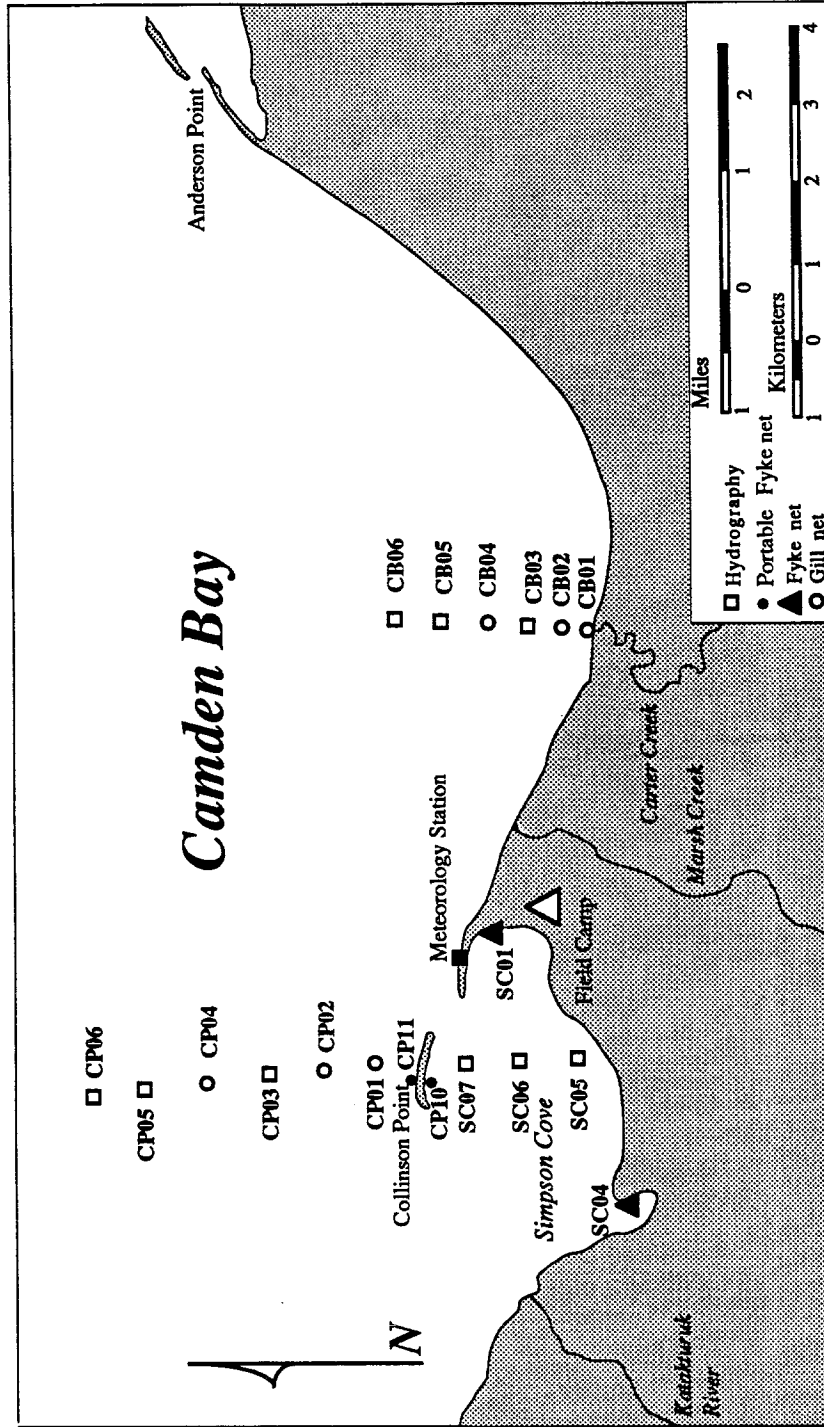 Camden Bay
Anderson Point
CP06
CP05
CP04
CP03
CP02
CP01
Collinson Point
CP11
CP10
Meteorology Station
CB06
CB05
CB04
CB03
CB02
CB01
SC07
SC06
SC05
SC01
SC04
Simpson Cove
Field Camp
Carter Creek
Marsh Creek
Katakturuk
River
N
Hydrography
Portable Fyke net
Fyke net
Gill net
Miles
1 0 1 2
Kilometers
1 0 1 2 3 4